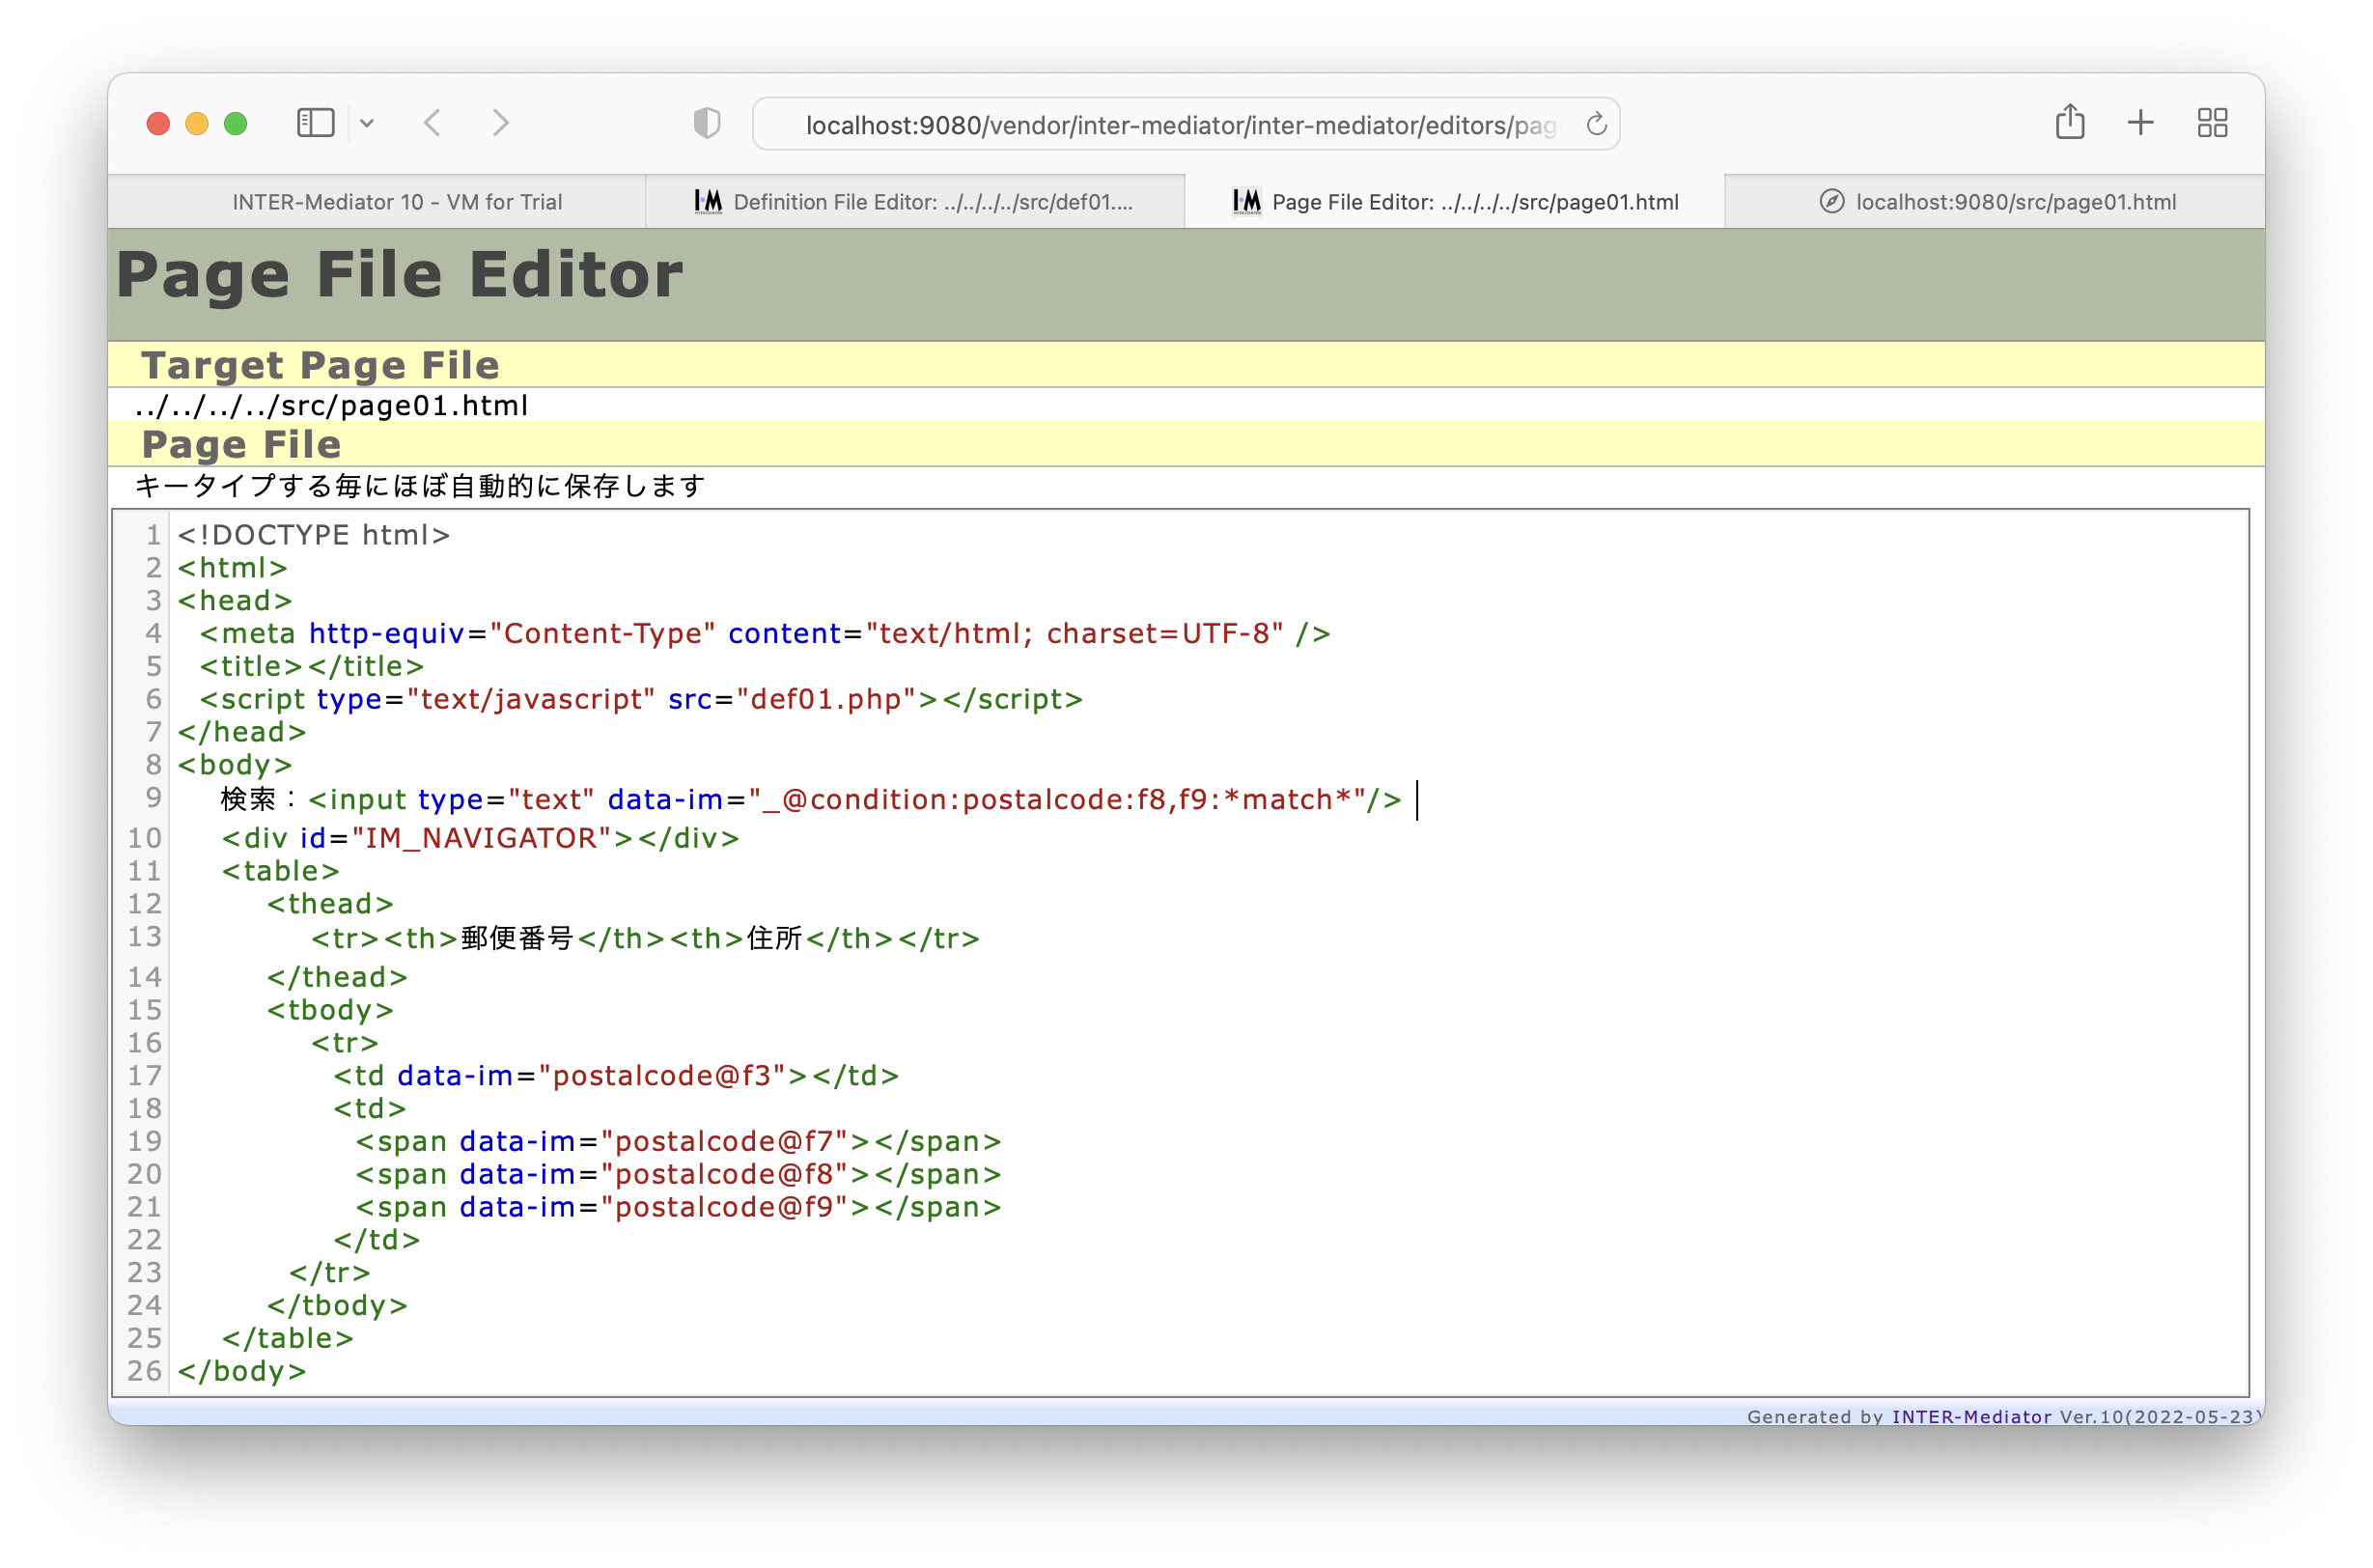 localhost:9080/vendor/inter-mediator/inter-mediator/editors/pag
INTER-Mediator 10 - VM for Trial
Definition File Editor: ../../../../src/def01....
Page File Editor: ../../../../src/page01.html
localhost:9080/src/page01.html
Page File Editor
Target Page File
../../../../src/page01.html
Page File
キータイプする毎にほぼ自動的に保存します
1 <!DOCTYPE html>
2 <html>
3 <head>
4 <meta http-equiv="Content-Type" content="text/html; charset=UTF-8" />
5 <title></title>
6 <script type="text/javascript" src="def01.php"></script>
7 </head>
8 <body>
9 検索：<input type="text" data-im="_@condition:postalcode:f8,f9:*match*"/>
10 <div id="IM_NAVIGATOR"></div>
11 <table>
12 <thead>
13 <tr><th>郵便番号</th><th>住所</th></tr>
14 </thead>
15 <tbody>
16 <tr>
17 <td data-im="postalcode@f3"></td>
18 <td>
19 <span data-im="postalcode@f7"></span>
20 <span data-im="postalcode@f8"></span>
21 <span data-im="postalcode@f9"></span>
22 </td>
23 </tr>
24 </tbody>
25 </table>
26 </body>
Generated by INTER-Mediator Ver.10(2022-05-23)